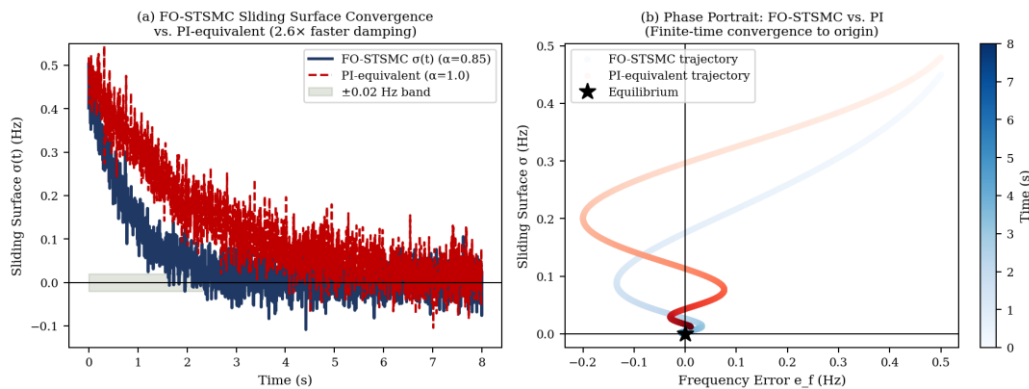 (a) FO-STSMC Sliding Surface Convergence
vs. PI-equivalent (2.6× faster damping)
Sliding Surface σ(t) (Hz)
0.5
0.4
0.3
0.2
0.1
0.0
−0.1
FO-STSMC σ(t) (α=0.85)
PI-equivalent (α=1.0)
±0.02 Hz band
0
1
2
3
4
5
6
7
8
Time (s)
(b) Phase Portrait: FO-STSMC vs. PI
(Finite-time convergence to origin)
Sliding Surface σ (Hz)
0.5
0.4
0.3
0.2
0.1
0.0
FO-STSMC trajectory
PI-equivalent trajectory
Equilibrium
−0.2
−0.1
0.0
0.1
0.2
0.3
0.4
0.5
Frequency Error e_f (Hz)
8
7
6
5
4
3
2
1
0
Time (s)